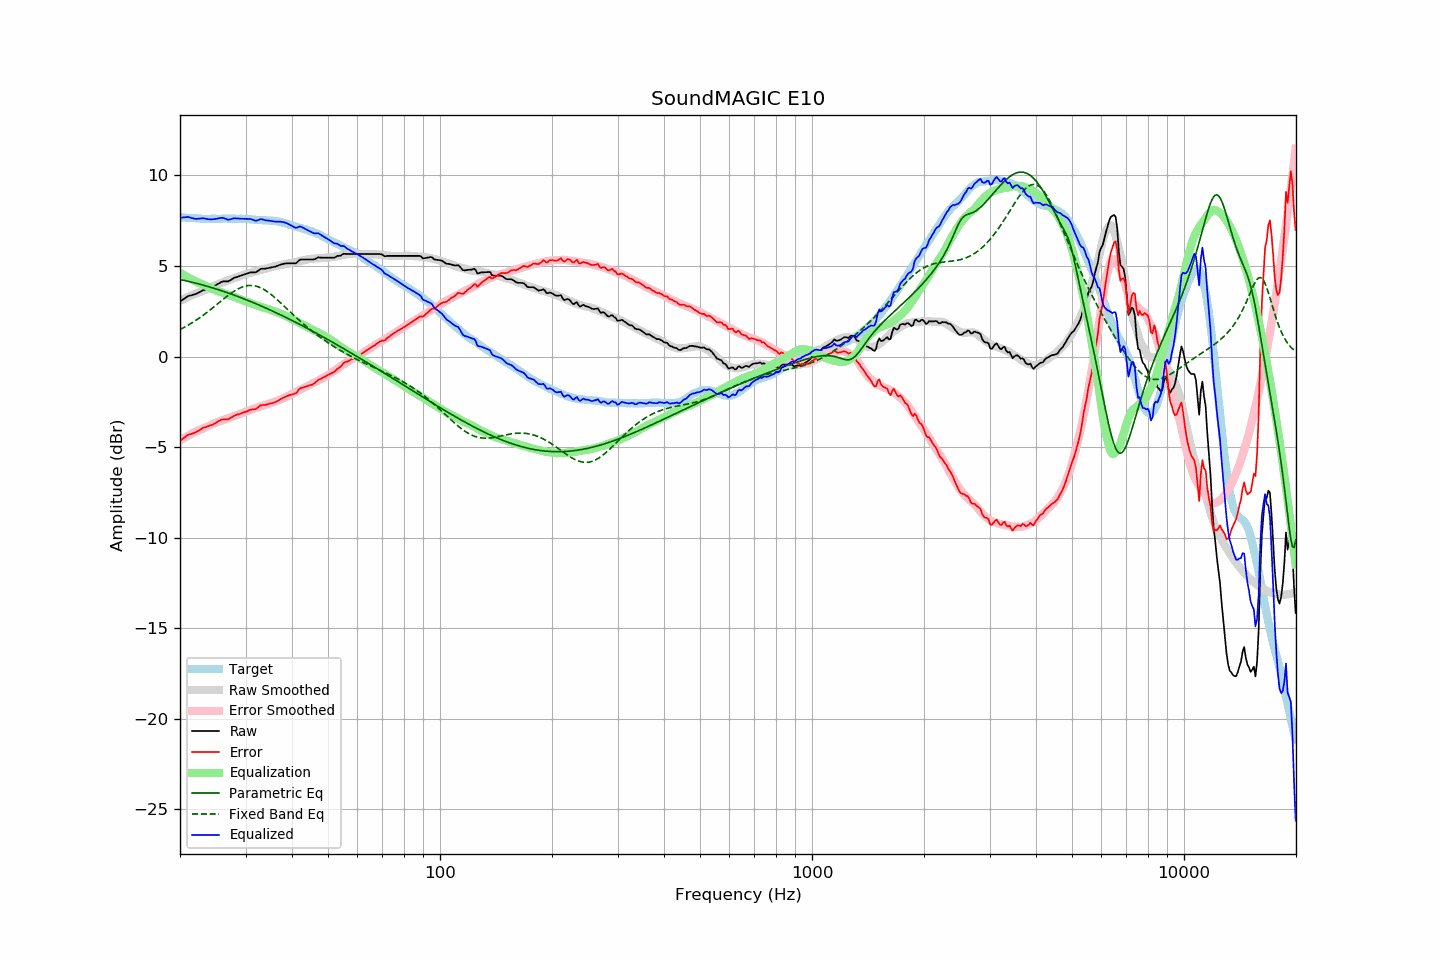 SoundMAGIC E10
10
5
0
−5
−10
−15
−20
−25
Amplitude (dBr)
Target
Raw Smoothed
Error Smoothed
Raw
Error
Equalization
Parametric Eq
Fixed Band Eq
Equalized
100
1000
10000
Frequency (Hz)